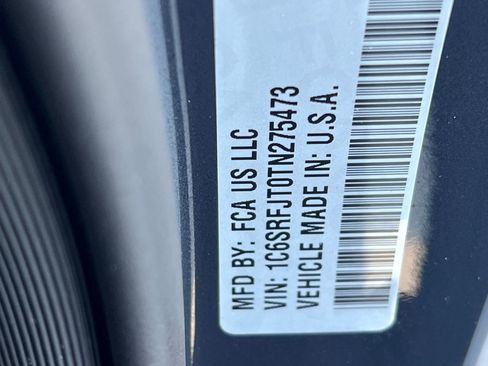 MFD BY: FCA US LLC
VIN: 1C6SRFJT0TN275473
VEHICLE MADE IN: U.S.A.